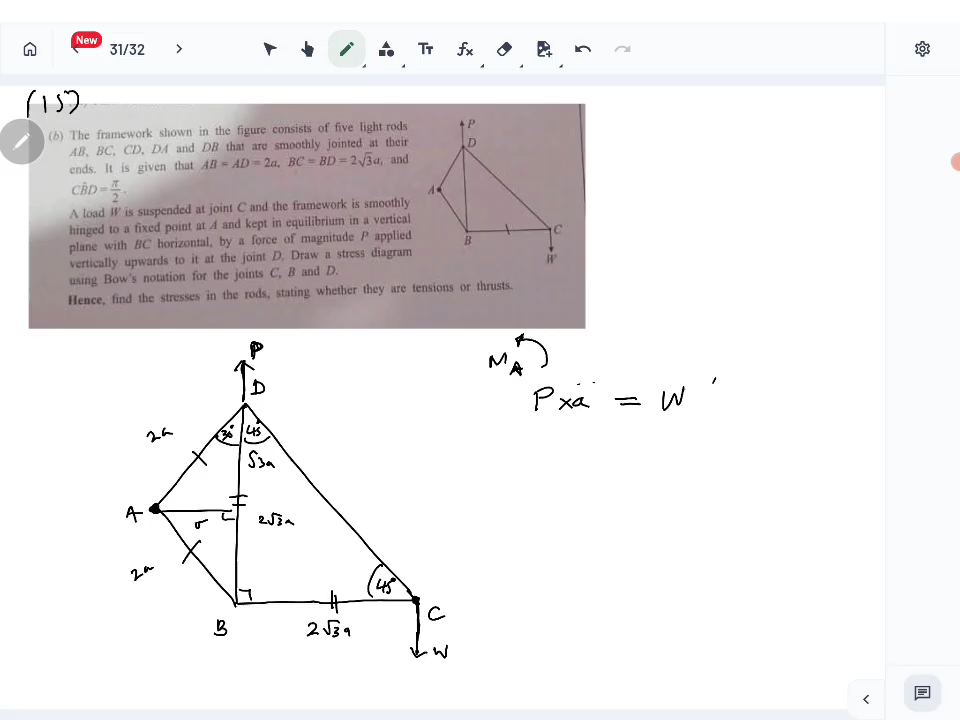 New
31/32
Tт
fx
(15)
(b) The framework shown in the figure consists of five light rods
AB, BC, CD, DA and DB that are smoothly jointed at their
ends. It is given that AB = AD = 2a, BC = BD = 2√3a, and
CB̂D = π/2.
A load W is suspended at joint C and the framework is smoothly
hinged to a fixed point at A and kept in equilibrium in a vertical
plane with BC horizontal, by a force of magnitude P applied
vertically upwards to it at the joint D. Draw a stress diagram
using Bow's notation for the joints C, B and D.
Hence, find the stresses in the rods, stating whether they are tensions or thrusts.
P
D
A
B
C
W
P
D
30°
45°
2a
√3a
A
2√3a
2a
45°
B
2√3a
C
W
M A
P×a = W